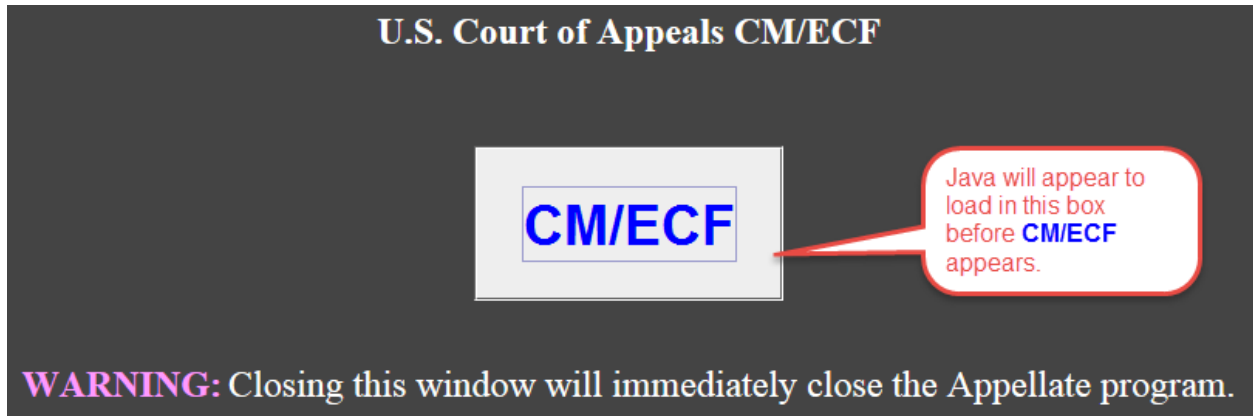 U.S. Court of Appeals CM/ECF
CM/ECF
Java will appear to
load in this box
before CM/ECF
appears.
WARNING: Closing this window will immediately close the Appellate program.